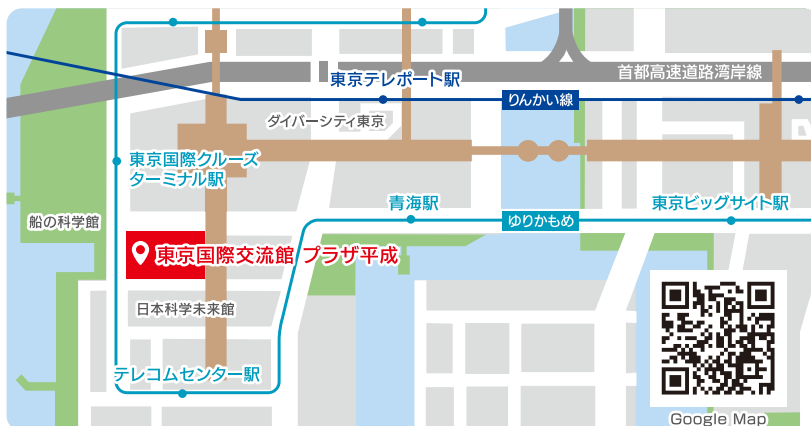 首都高速道路湾岸線
東京テレポート駅
りんかい線
ダイバーシティ東京
東京国際クルーズ
ターミナル駅
青海駅
東京ビッグサイト駅
船の科学館
ゆりかもめ
東京国際交流館 プラザ平成
日本科学未来館
テレコムセンター駅
Google Map